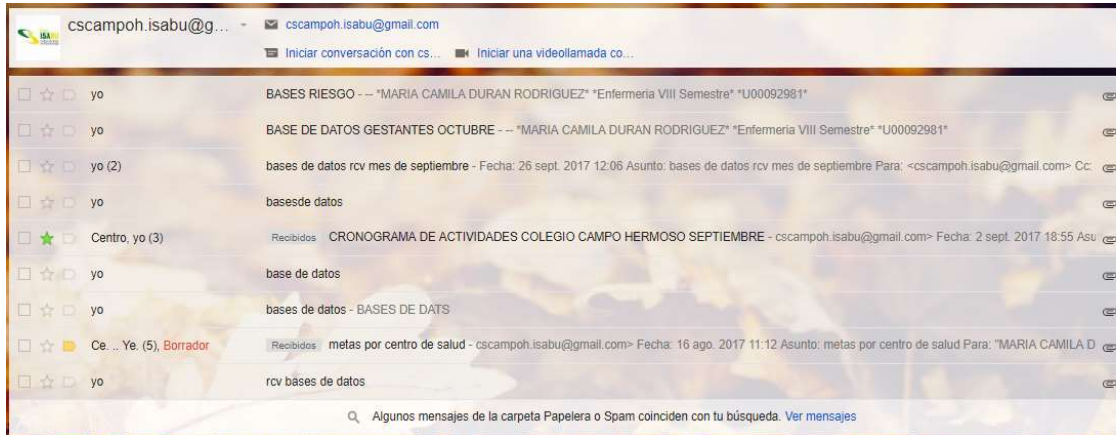 ISABU
cscampoh.isabu@g... cscampoh.isabu@gmail.com
Iniciar conversación con cs... Iniciar una videollamada co...
yo BASES RIESGO - -- *MARIA CAMILA DURAN RODRIGUEZ* *Enfermeria VIII Semestre* *U00092981*
yo BASE DE DATOS GESTANTES OCTUBRE - -- *MARIA CAMILA DURAN RODRIGUEZ* *Enfermeria VIII Semestre* *U00092981*
yo (2) bases de datos rcv mes de septiembre - Fecha: 26 sept. 2017 12:06 Asunto: bases de datos rcv mes de septiembre Para: <cscampoh.isabu@gmail.com> Cc:
yo basesde datos
Centro, yo (3) Recibidos CRONOGRAMA DE ACTIVIDADES COLEGIO CAMPO HERMOSO SEPTIEMBRE - cscampoh.isabu@gmail.com> Fecha: 2 sept. 2017 18:55 Asu
yo base de datos
yo bases de datos - BASES DE DATS
Ce. .. Ye. (5), Borrador Recibidos metas por centro de salud - cscampoh.isabu@gmail.com> Fecha: 16 ago. 2017 11:12 Asunto: metas por centro de salud Para: "MARIA CAMILA D
yo rcv bases de datos
Algunos mensajes de la carpeta Papelera o Spam coinciden con tu búsqueda. Ver mensajes